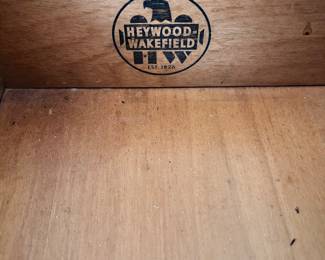 HEYWOOD-
WAKEFIELD
HW
EST. 1826